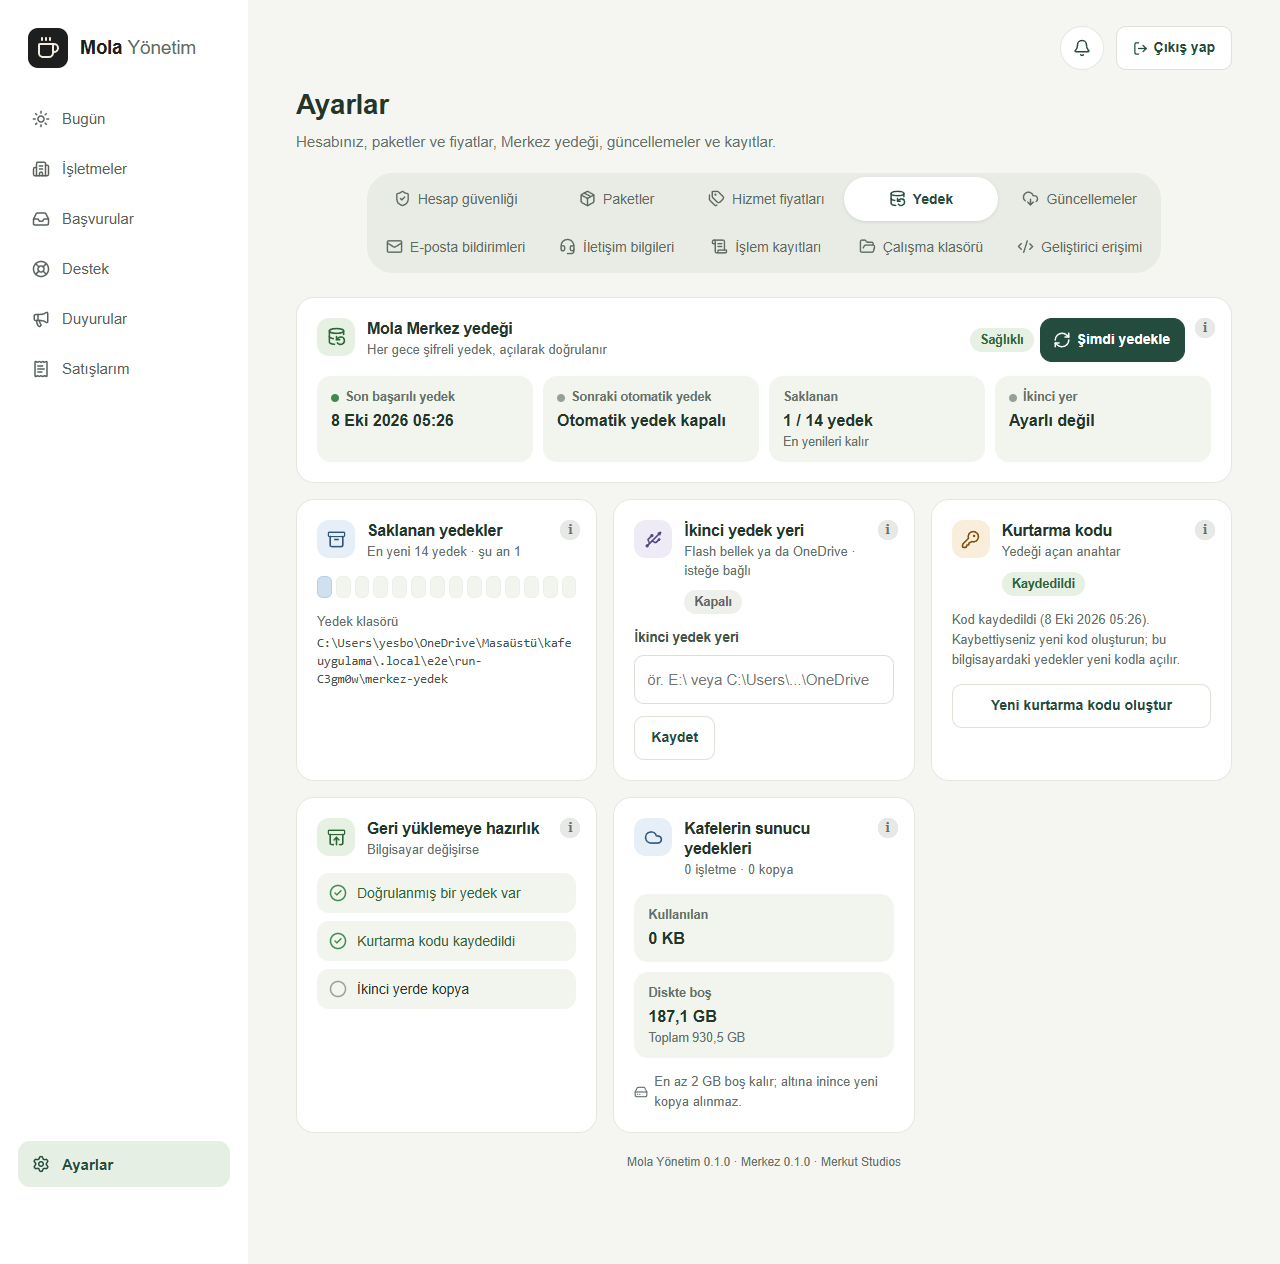 Mola Yönetim
Bugün
İşletmeler
Başvurular
Destek
Duyurular
Satışlarım
Ayarlar
Çıkış yap
Ayarlar
Hesabınız, paketler ve fiyatlar, Merkez yedeği, güncellemeler ve kayıtlar.
Hesap güvenliği
Paketler
Hizmet fiyatları
Yedek
Güncellemeler
E-posta bildirimleri
İletişim bilgileri
İşlem kayıtları
Çalışma klasörü
Geliştirici erişimi
Mola Merkez yedeği
Her gece şifreli yedek, açılarak doğrulanır
Sağlıklı
Şimdi yedekle
i
Son başarılı yedek
8 Eki 2026 05:26
Sonraki otomatik yedek
Otomatik yedek kapalı
Saklanan
1 / 14 yedek
En yenileri kalır
İkinci yer
Ayarlı değil
Saklanan yedekler
i
En yeni 14 yedek · şu an 1
Yedek klasörü
C:\Users\yesbo\OneDrive\Masaüstü\kafe
uygulama\.local\e2e\run-
C3gm0w\merkez-yedek
İkinci yedek yeri
i
Flash bellek ya da OneDrive ·
isteğe bağlı
Kapalı
İkinci yedek yeri
ör. E:\ veya C:\Users\...\OneDrive
Kaydet
Kurtarma kodu
i
Yedeği açan anahtar
Kaydedildi
Kod kaydedildi (8 Eki 2026 05:26).
Kaybettiyseniz yeni kod oluşturun; bu
bilgisayardaki yedekler yeni kodla açılır.
Yeni kurtarma kodu oluştur
Geri yüklemeye hazırlık
i
Bilgisayar değişirse
Doğrulanmış bir yedek var
Kurtarma kodu kaydedildi
İkinci yerde kopya
Kafelerin sunucu
yedekleri
i
0 işletme · 0 kopya
Kullanılan
0 KB
Diskte boş
187,1 GB
Toplam 930,5 GB
En az 2 GB boş kalır; altına inince yeni
kopya alınmaz.
Mola Yönetim 0.1.0 · Merkez 0.1.0 · Merkut Studios